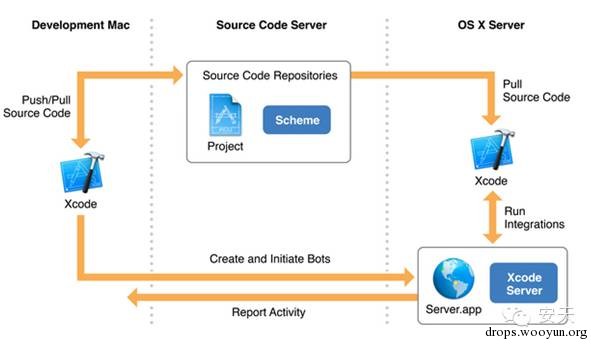 Development Mac
Source Code Server
OS X Server
Push/Pull
Source Code
Source Code Repositories
Project
Scheme
Pull
Source Code
Xcode
Xcode
Run
Integrations
Create and Initiate Bots
Report Activity
Server.app
Xcode
Server
安天
drops.wooyun.org